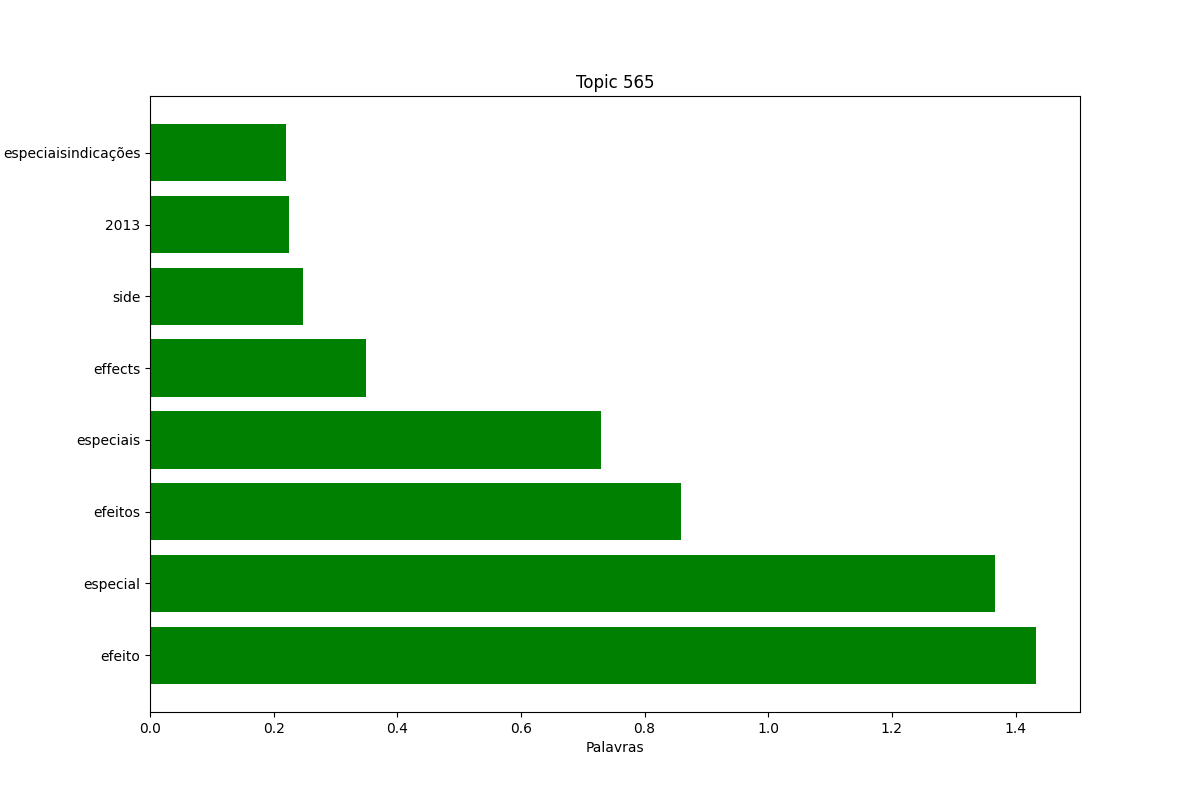 Topic 565
especiaisindicações
2013
side
effects
especiais
efeitos
especial
efeito
0.0 0.2 0.4 0.6 0.8 1.0 1.2 1.4
Palavras